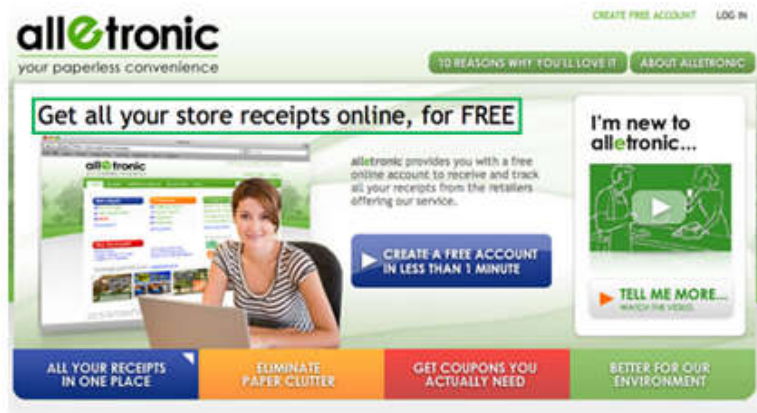 CREATE FREE ACCOUNT LOG IN
alletronic
your paperless convenience
10 REASONS WHY YOU'LL LOVE IT ABOUT ALLETRONIC
Get all your store receipts online, for FREE
alletronic
alletronic provides you with a free
online account to receive and track
all your receipts from the retailers
offering our service.
CREATE A FREE ACCOUNT
IN LESS THAN 1 MINUTE
I'm new to
alletronic...
TELL ME MORE...
WATCH THE VIDEO
ALL YOUR RECEIPTS
IN ONE PLACE
ELIMINATE
PAPER CLUTTER
GET COUPONS YOU
ACTUALLY NEED
BETTER FOR OUR
ENVIRONMENT